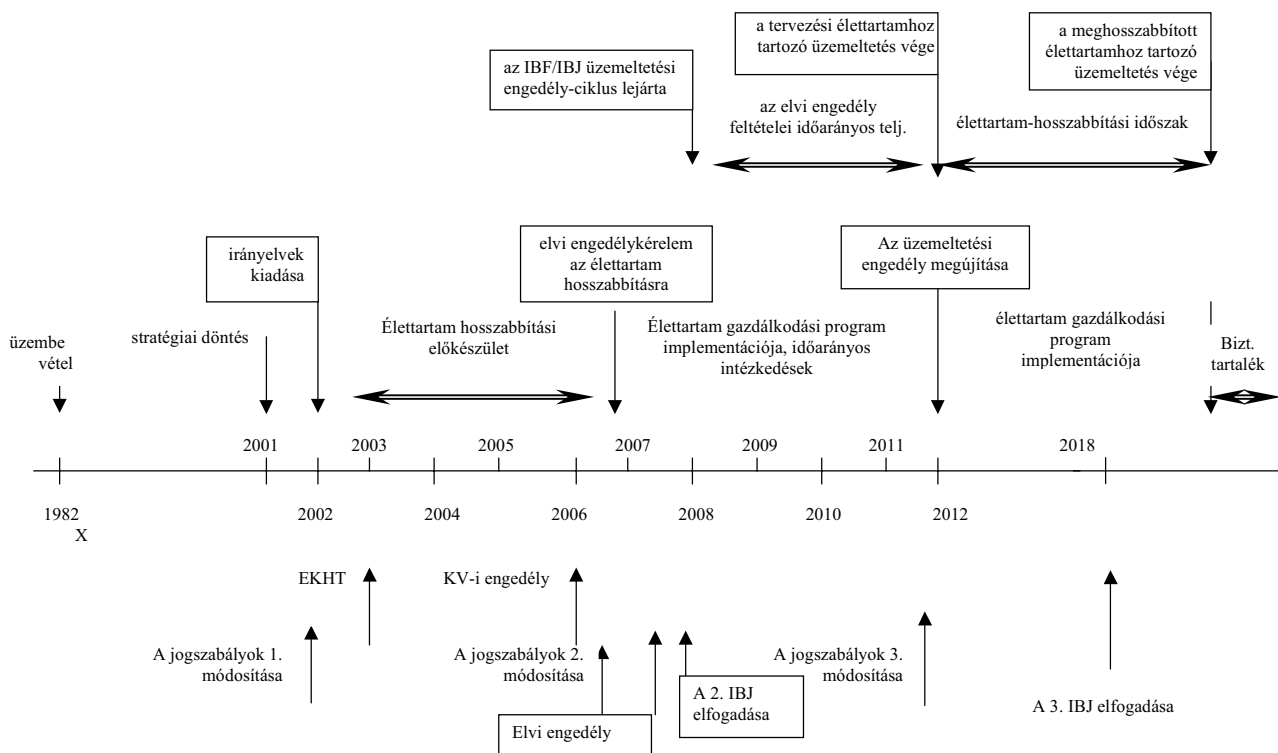 a tervezési élettartamhoz
tartozó üzemeltetés vége
a meghosszabbított
élettartamhoz tartozó
üzemeltetés vége
az IBF/IBJ üzemeltetési
engedély-ciklus lejárta
az elvi engedély
feltételei időarányos telj.
élettartam-hosszabbítási időszak
irányelvek
kiadása
elvi engedélykérelem
az élettartam
hosszabbításra
Az üzemeltetési
engedély megújítása
üzembe
vétel
stratégiai döntés
Élettartam hosszabbítási
előkészület
Élettartam gazdálkodási program
implementációja, időarányos
intézkedések
élettartam gazdálkodási
program
implementációja
Bizt.
tartalék
2001
2003
2005
2007
2009
2011
2018
1982
2002
2004
2006
2008
2010
2012
X
EKHT
KV-i engedély
A jogszabályok 1.
módosítása
A jogszabályok 2.
módosítása
A jogszabályok 3.
módosítása
A 2. IBJ
elfogadása
A 3. IBJ elfogadása
Elvi engedély